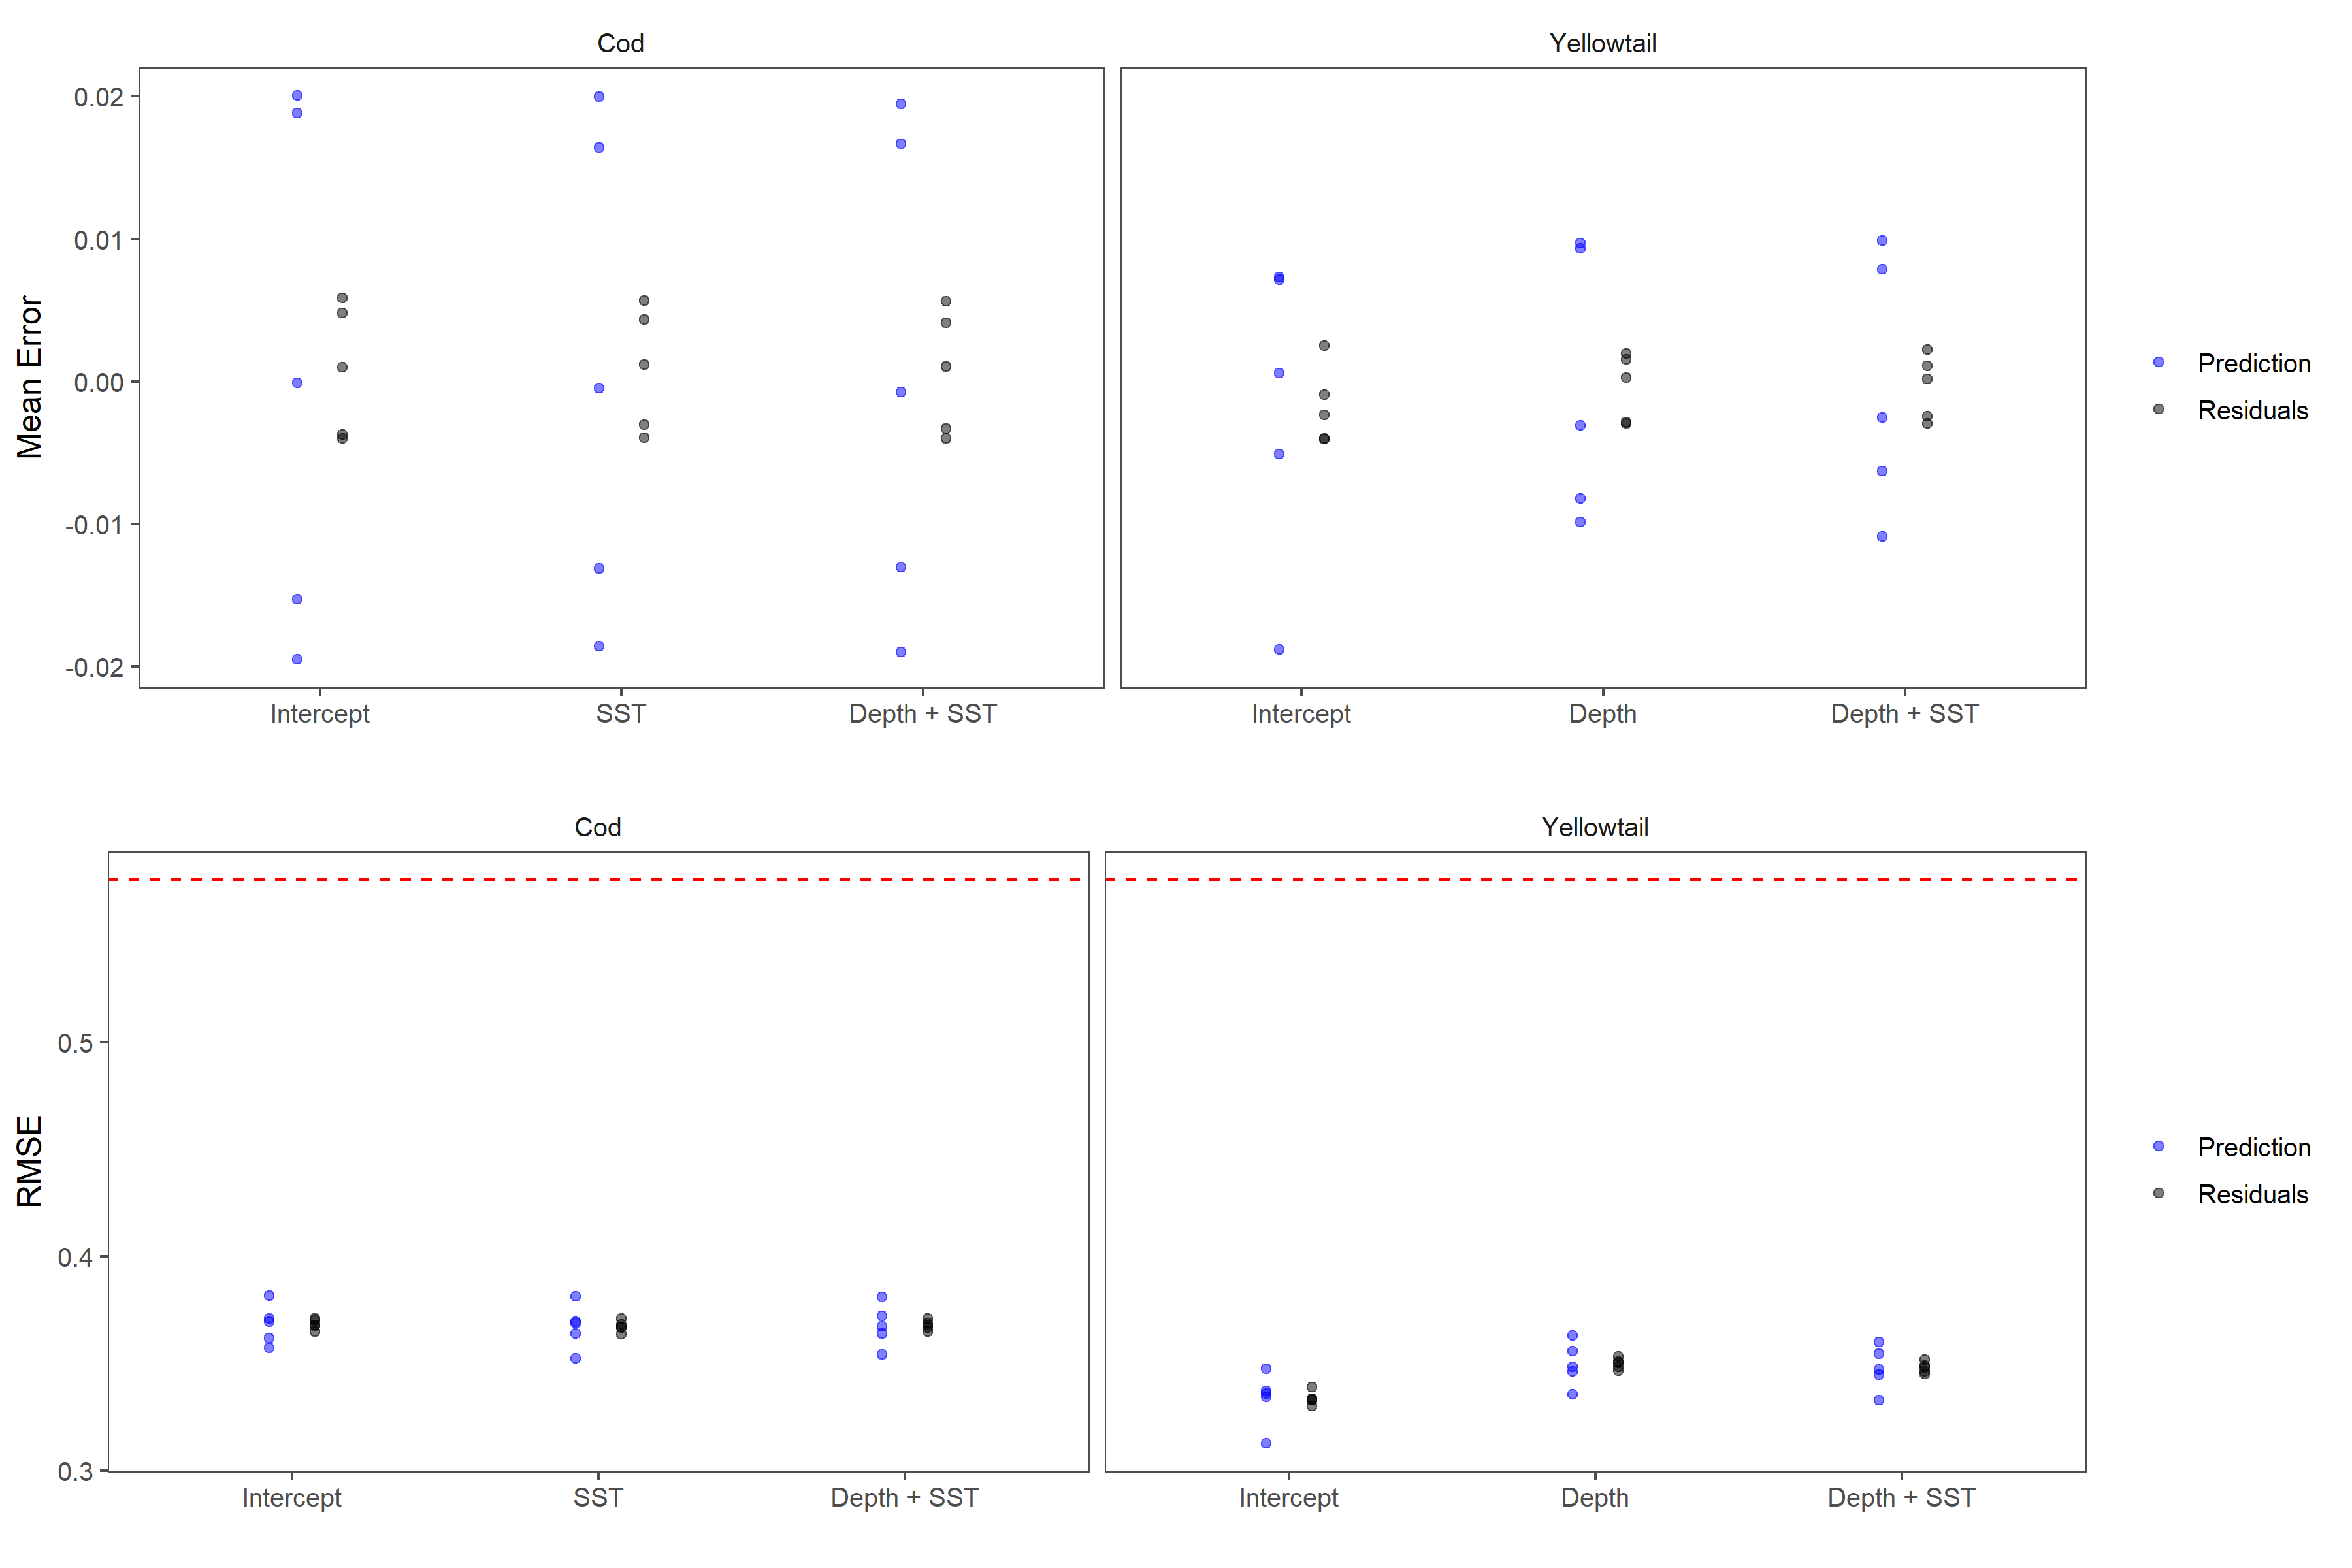 Cod
Yellowtail
0.02
0.01
0.00
-0.01
-0.02
Mean Error
Intercept
SST
Depth + SST
Intercept
Depth
Depth + SST
Prediction
Residuals
Cod
Yellowtail
0.5
0.4
0.3
RMSE
Intercept
SST
Depth + SST
Intercept
Depth
Depth + SST
Prediction
Residuals